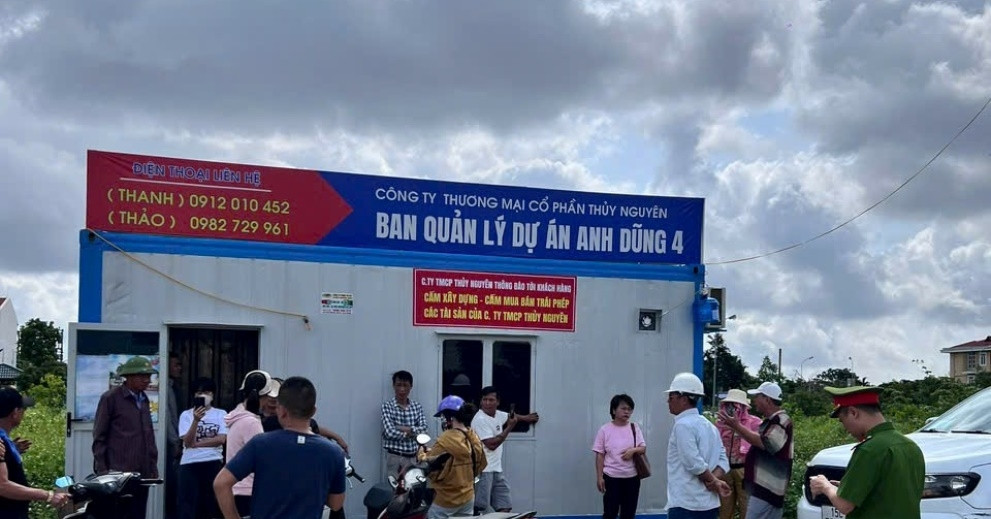 ĐIỆN THOẠI LIÊN HỆ
( THANH ) 0912 010 452
( THẢO ) 0982 729 961
CÔNG TY THƯƠNG MẠI CỔ PHẦN THỦY NGUYÊN
BAN QUẢN LÝ DỰ ÁN ANH DŨNG 4
C.TY TMCP THỦY NGUYÊN THÔNG BÁO TỚI KHÁCH HÀNG
CẤM XÂY DỰNG - CẤM MUA BÁN TRÁI PHÉP
CÁC TÀI SẢN CỦA C. TY TMCP THỦY NGUYÊN